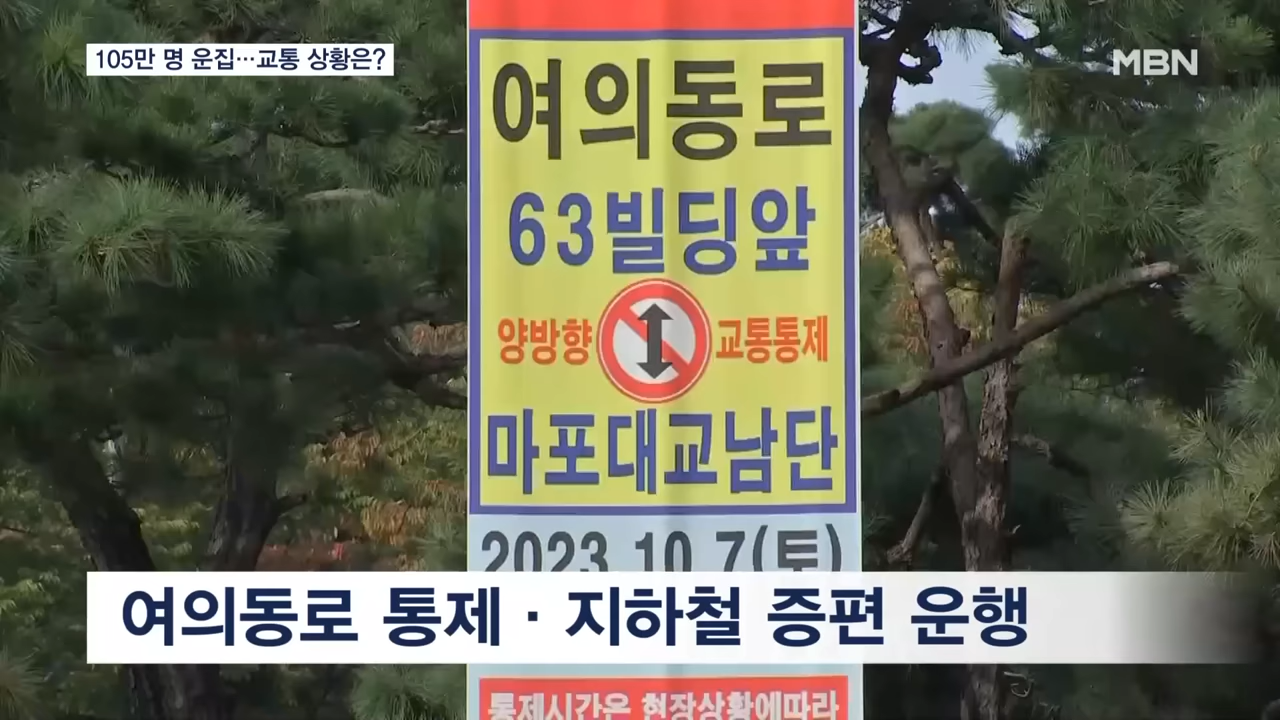 105만 명 운집…교통 상황은?
MBN
여의동로
63빌딩앞
양방향 교통통제
마포대교남단
2023.10.7(토)
여의동로 통제 · 지하철 증편 운행
통제시간은 현장상황에따라